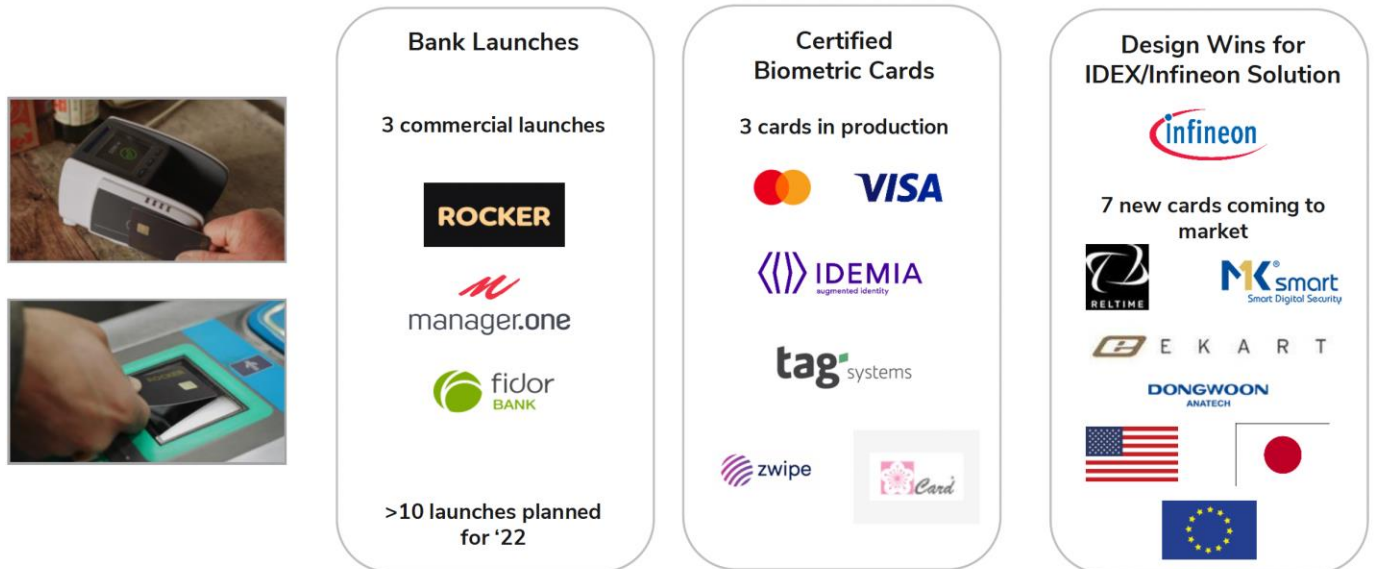 Bank Launches
3 commercial launches
ROCKER
manager.one
fidor
BANK
>10 launches planned
for ‘22
Certified
Biometric Cards
3 cards in production
VISA
IDEMIA
augmented identity
tag systems
zwipe
Card
Design Wins for
IDEX/Infineon Solution
infineon
7 new cards coming to
market
RELTIME
MK® smart
Smart Digital Security
EKART
DONGWOON
ANATECH
ROCKER